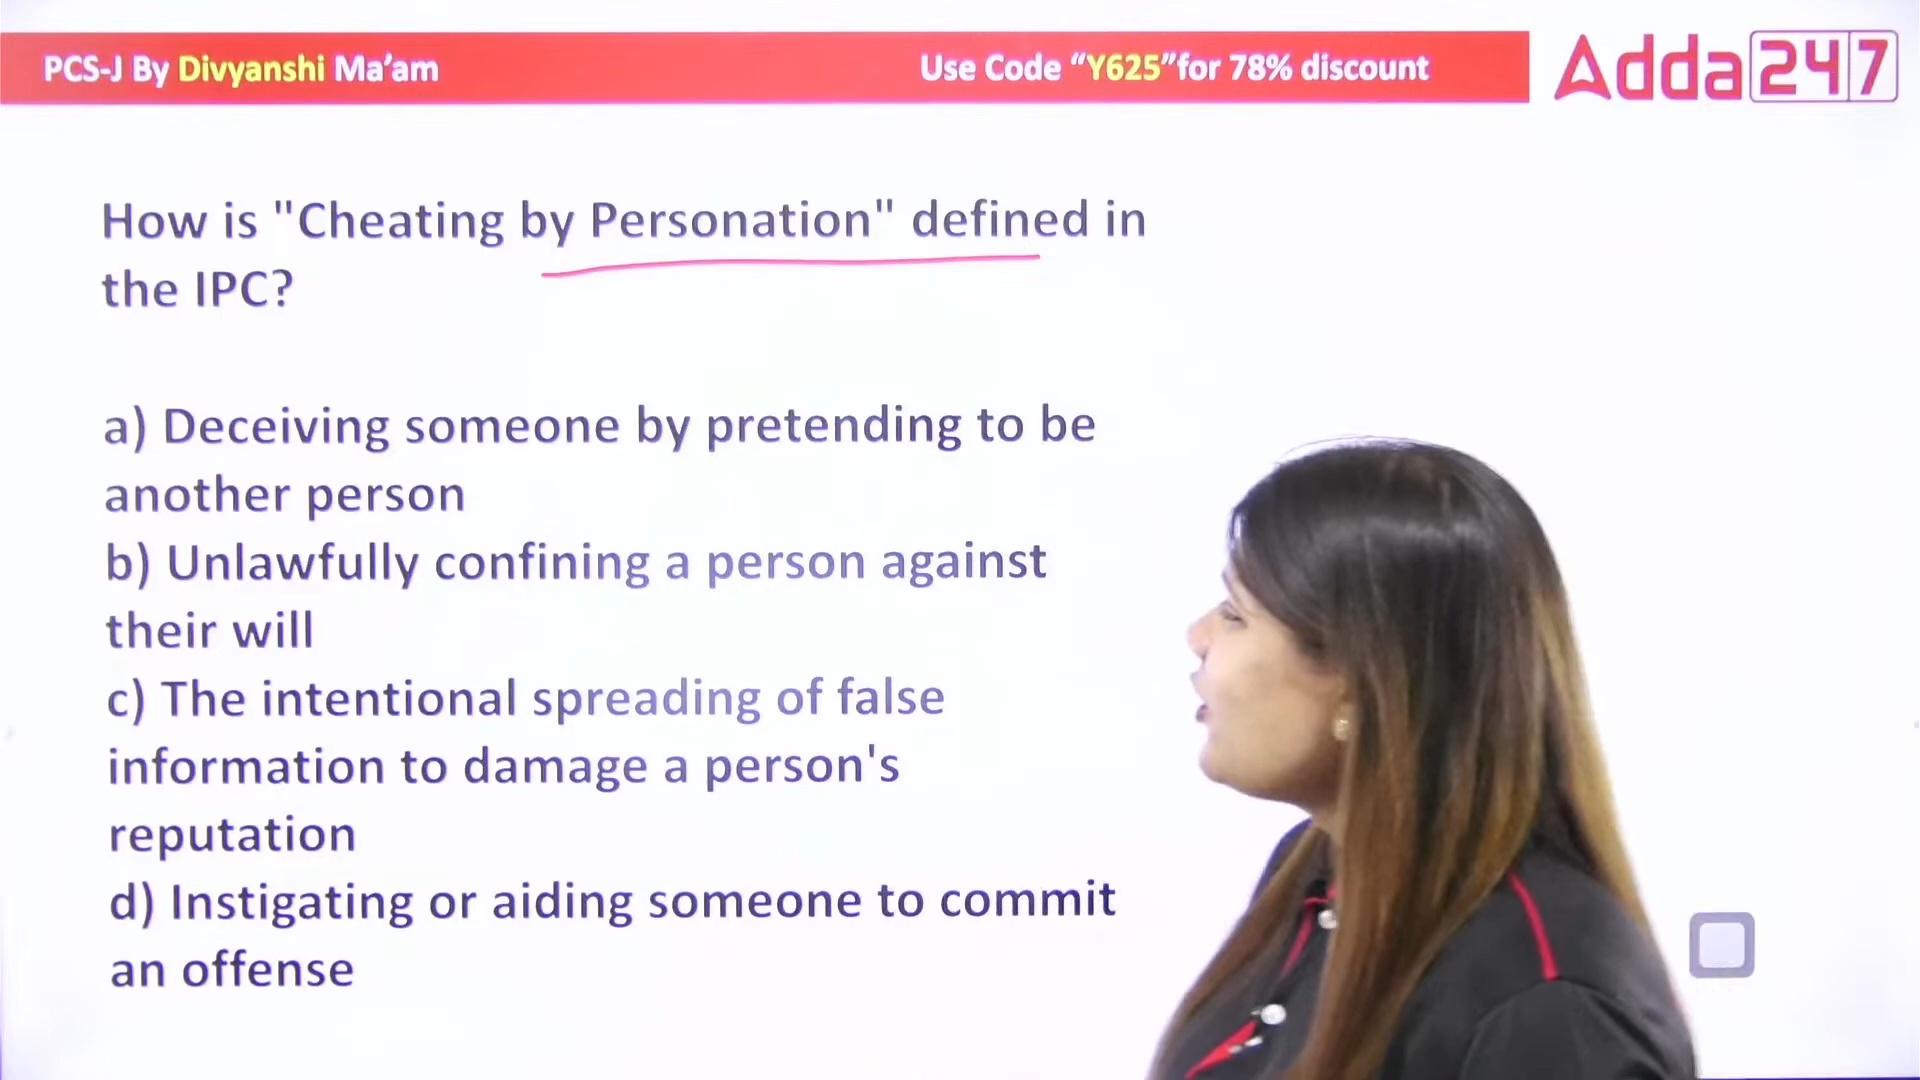 PCS-J By Divyanshi Ma’am
Use Code “Y625”for 78% discount
Adda247
How is "Cheating by Personation" defined in
the IPC?
a) Deceiving someone by pretending to be
another person
b) Unlawfully confining a person against
their will
c) The intentional spreading of false
information to damage a person's
reputation
d) Instigating or aiding someone to commit
an offense